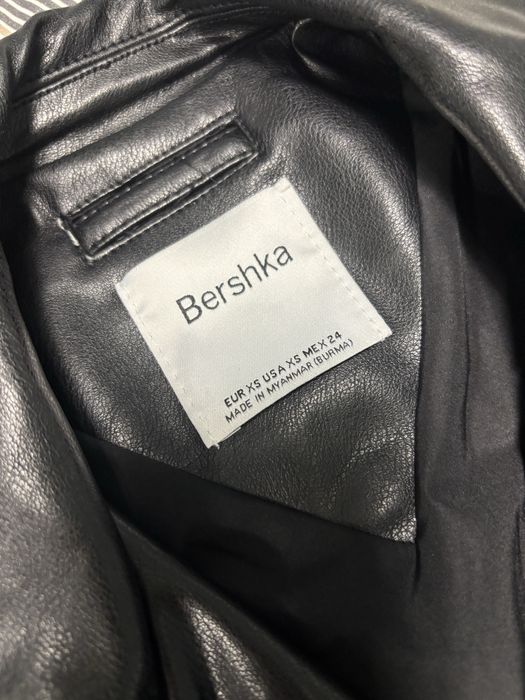 Bershka
EUR XS USA XS MEX 24
MADE IN MYANMAR (BURMA)